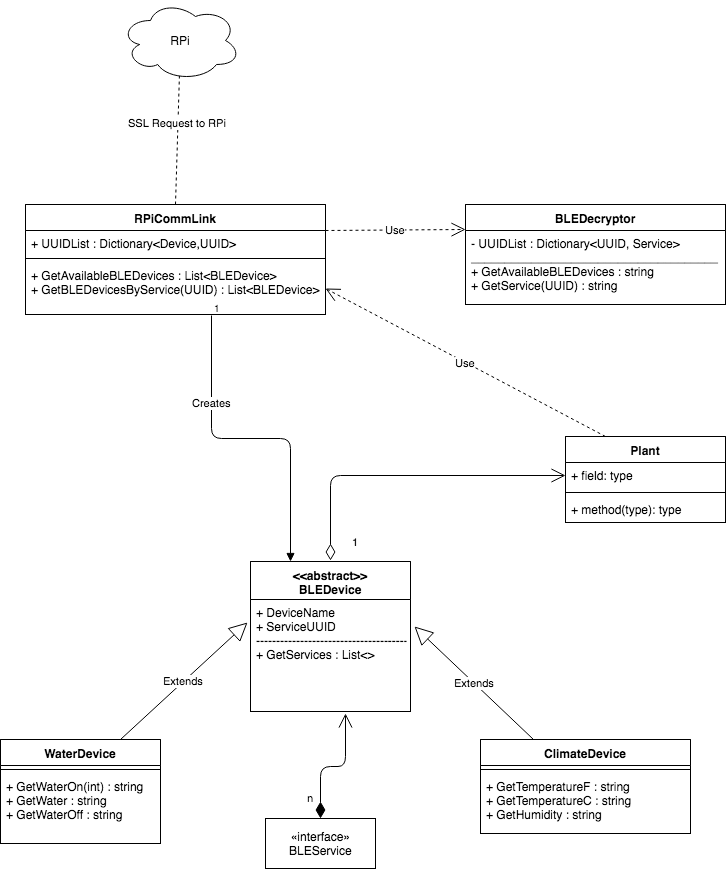 RPi
SSL Request to RPi
RPiCommLink
+ UUIDList : Dictionary<Device,UUID>
+ GetAvailableBLEDevices : List<BLEDevice>
+ GetBLEDevicesByService(UUID) : List<BLEDevice>
1
Use
BLEDecryptor
- UUIDList : Dictionary<UUID, Service>
+ GetAvailableBLEDevices : string
+ GetService(UUID) : string
Use
Creates
Plant
+ field: type
+ method(type): type
1
<<abstract>>
BLEDevice
+ DeviceName
+ ServiceUUID
+ GetServices : List<>
Extends
Extends
WaterDevice
+ GetWaterOn(int) : string
+ GetWater : string
+ GetWaterOff : string
ClimateDevice
+ GetTemperatureF : string
+ GetTemperatureC : string
+ GetHumidity : string
n
«interface»
BLEService